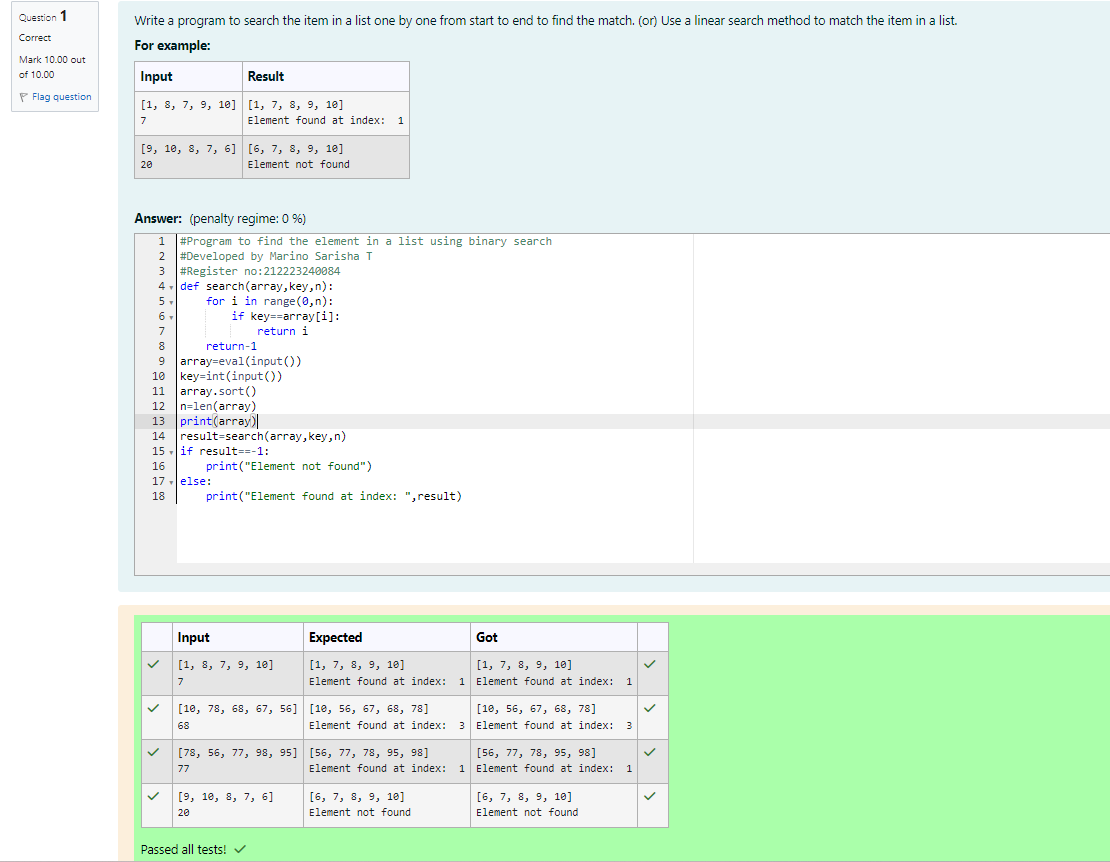 Question 1
Correct
Mark 10.00 out
of 10.00
Flag question
Write a program to search the item in a list one by one from start to end to find the match. (or) Use a linear search method to match the item in a list.
For example:
Input Result
[1, 8, 7, 9, 10] [1, 7, 8, 9, 10]
7 Element found at index:  1
[9, 10, 8, 7, 6] [6, 7, 8, 9, 10]
20 Element not found
Answer: (penalty regime: 0 %)
1 #Program to find the element in a list using binary search
2 #Developed by Marino Sarisha T
3 #Register no:212223240084
4 def search(array,key,n):
5     for i in range(0,n):
6         if key==array[i]:
7             return i
8     return-1
9 array=eval(input())
10 key=int(input())
11 array.sort()
12 n=len(array)
13 print(array)
14 result=search(array,key,n)
15 if result==-1:
16     print("Element not found")
17 else:
18     print("Element found at index: ",result)
Input Expected Got
[1, 8, 7, 9, 10] [1, 7, 8, 9, 10] [1, 7, 8, 9, 10]
7 Element found at index:  1 Element found at index:  1
[10, 78, 68, 67, 56] [10, 56, 67, 68, 78] [10, 56, 67, 68, 78]
68 Element found at index:  3 Element found at index:  3
[78, 56, 77, 98, 95] [56, 77, 78, 95, 98] [56, 77, 78, 95, 98]
77 Element found at index:  1 Element found at index:  1
[9, 10, 8, 7, 6] [6, 7, 8, 9, 10] [6, 7, 8, 9, 10]
20 Element not found Element not found
Passed all tests!